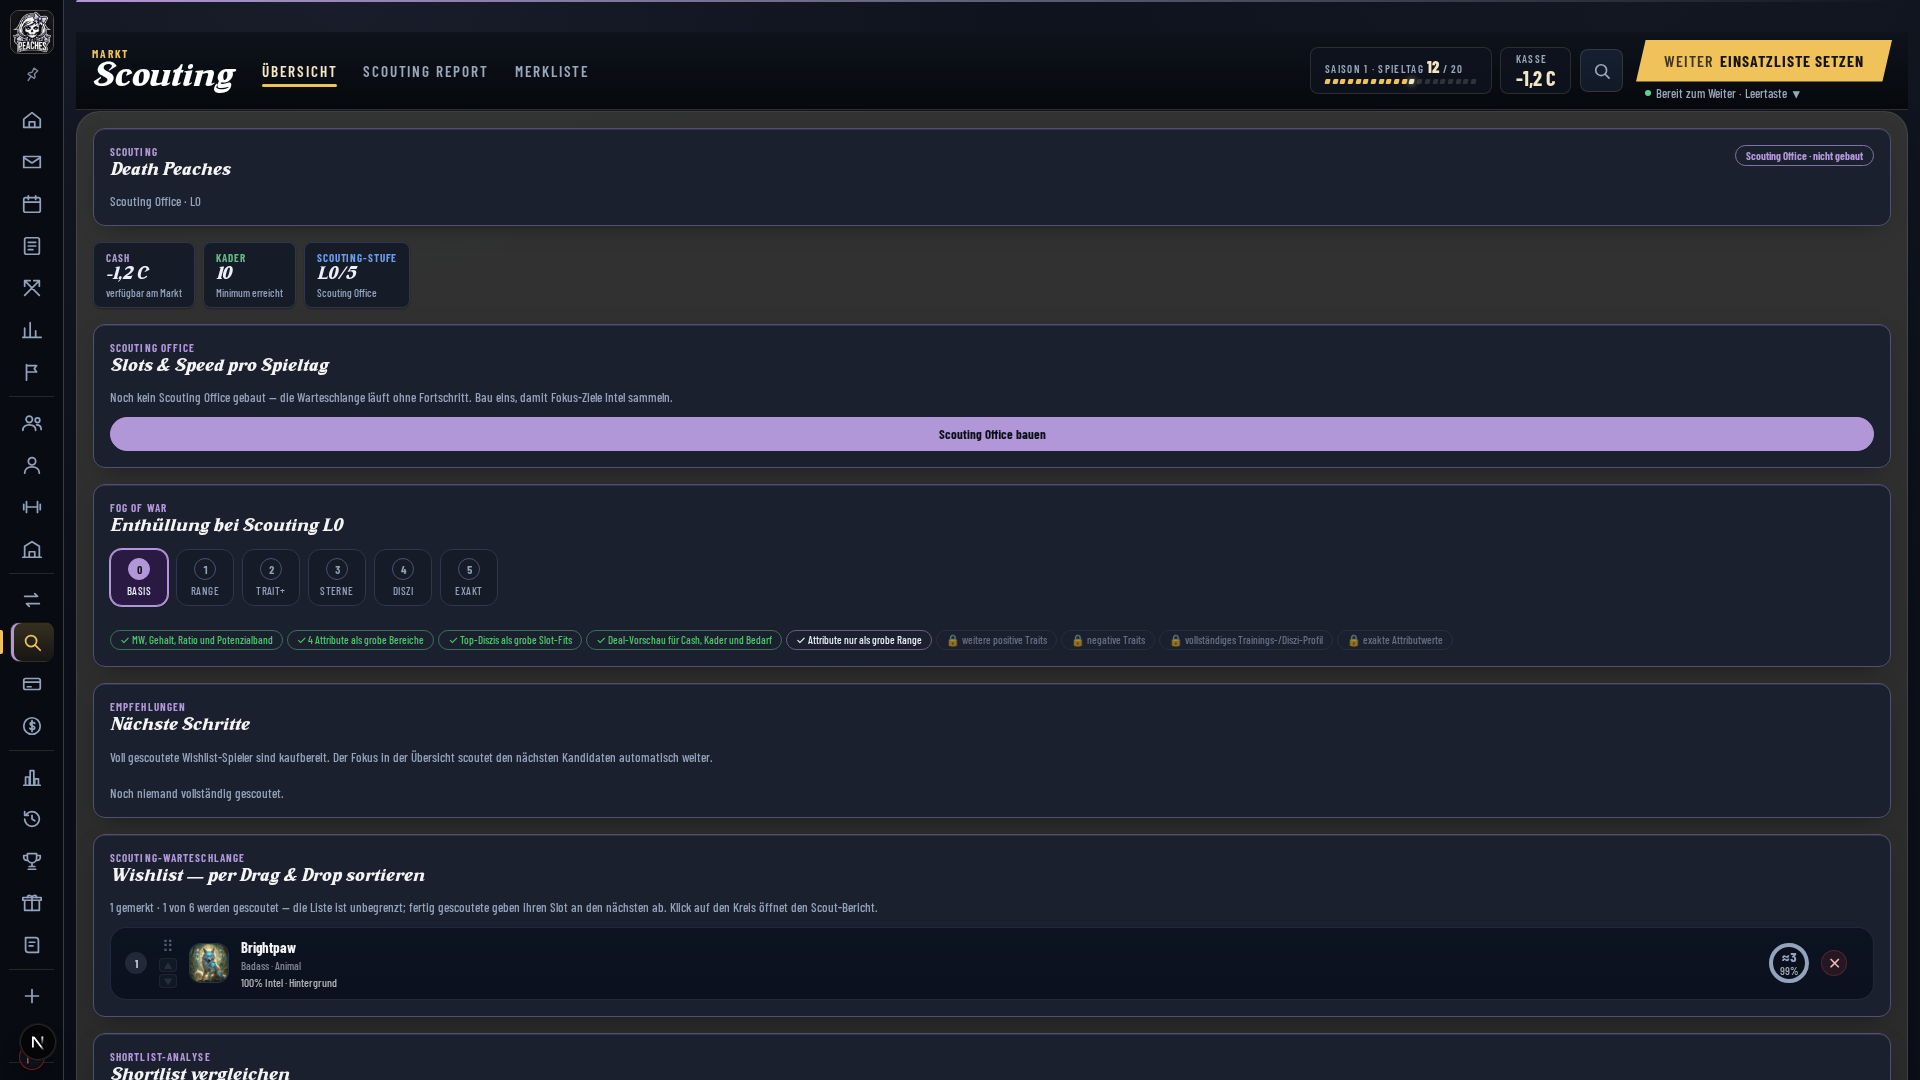 PEACHES
MARKT
Scouting
ÜBERSICHT
SCOUTING REPORT
MERKLISTE
SAISON 1 · SPIELTAG 12 / 20
KASSE
-1,2 C
WEITER EINSATZLISTE SETZEN
Bereit zum Weiter · Leertaste ▼
SCOUTING
Death Peaches
Scouting Office · nicht gebaut
Scouting Office · L0
CASH
-1,2 C
verfügbar am Markt
KADER
10
Minimum erreicht
SCOUTING-STUFE
L0/5
Scouting Office
SCOUTING OFFICE
Slots & Speed pro Spieltag
Noch kein Scouting Office gebaut — die Warteschlange läuft ohne Fortschritt. Bau eins, damit Fokus-Ziele Intel sammeln.
Scouting Office bauen
FOG OF WAR
Enthüllung bei Scouting L0
0 BASIS
1 RANGE
2 TRAIT+
3 STERNE
4 DISZI
5 EXAKT
✓ MW, Gehalt, Ratio und Potenzialband
✓ 4 Attribute als grobe Bereiche
✓ Top-Diszis als grobe Slot-Fits
✓ Deal-Vorschau für Cash, Kader und Bedarf
✓ Attribute nur als grobe Range
🔒 weitere positive Traits
🔒 negative Traits
🔒 vollständiges Trainings-/Diszi-Profil
🔒 exakte Attributwerte
EMPFEHLUNGEN
Nächste Schritte
Voll gescoutete Wishlist-Spieler sind kaufbereit. Der Fokus in der Übersicht scoutet den nächsten Kandidaten automatisch weiter.
Noch niemand vollständig gescoutet.
SCOUTING-WARTESCHLANGE
Wishlist — per Drag & Drop sortieren
1 gemerkt · 1 von 6 werden gescoutet — die Liste ist unbegrenzt; fertig gescoutete geben ihren Slot an den nächsten ab. Klick auf den Kreis öffnet den Scout-Bericht.
1
Brightpaw
Badass · Animal
100% Intel · Hintergrund
≈3
99%
SHORTLIST-ANALYSE
Shortlist vergleichen
N